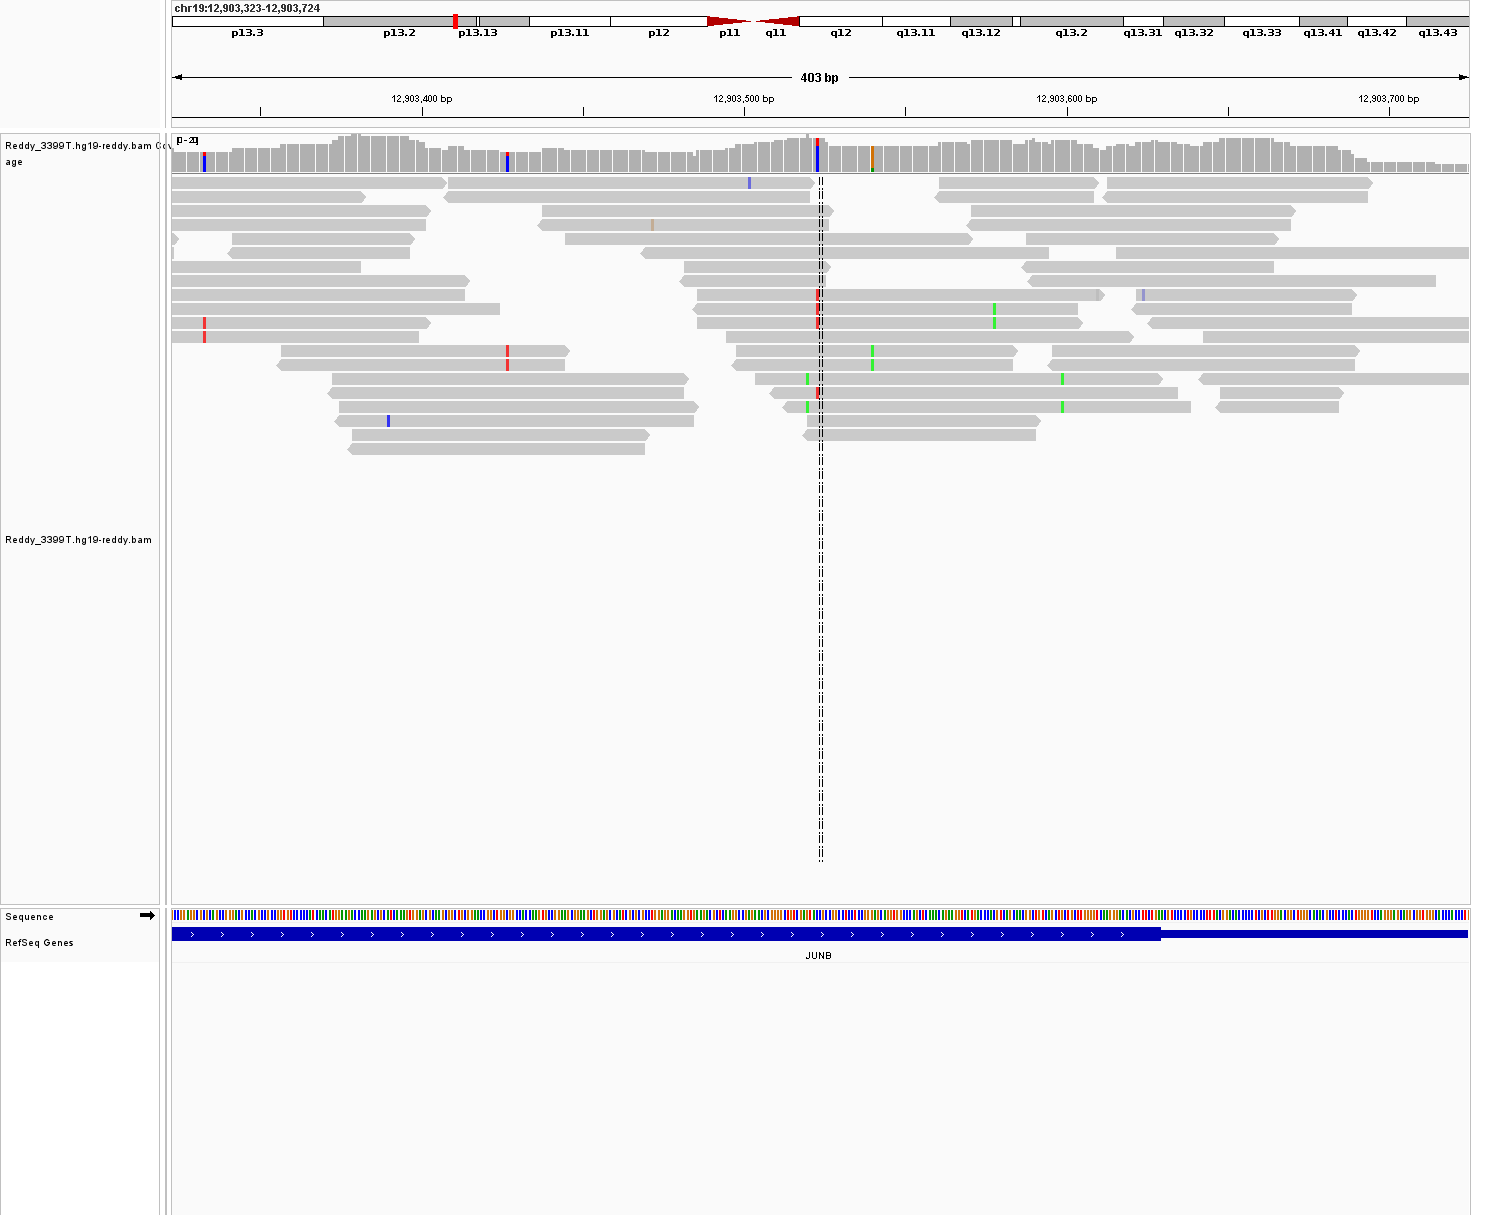 chr19:12,903,323-12,903,724
p13.3 p13.2 p13.13 p13.11 p12 p11 q11 q12 q13.11 q13.12 q13.2 q13.31 q13.32 q13.33 q13.41 q13.42 q13.43
403 bp
12,903,400 bp 12,903,500 bp 12,903,600 bp 12,903,700 bp
Reddy_3399T.hg19-reddy.bam Cov
age
[0 - 20]
Reddy_3399T.hg19-reddy.bam
Sequence
RefSeq Genes
JUNB